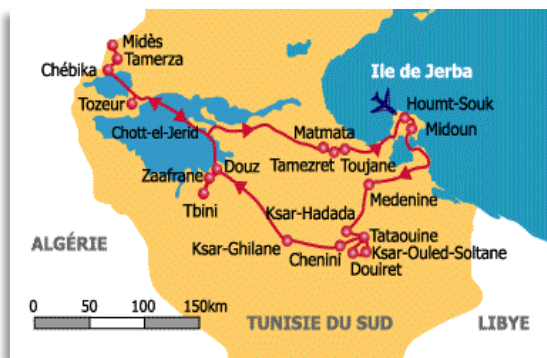 Midès
Tamerza
Chébika
Ile de Jerba
Tozeur
Houmt-Souk
Chott-el-Jerid
Matmata
Midoun
Tamezret
Toujane
Douz
Zaafrane
Medenine
Tbini
Ksar-Hadada
Tataouine
ALGÉRIE
Ksar-Ghilane
Chenini
Ksar-Ouled-Soltane
Douiret
0 50 100 150km
TUNISIE DU SUD
LIBYE